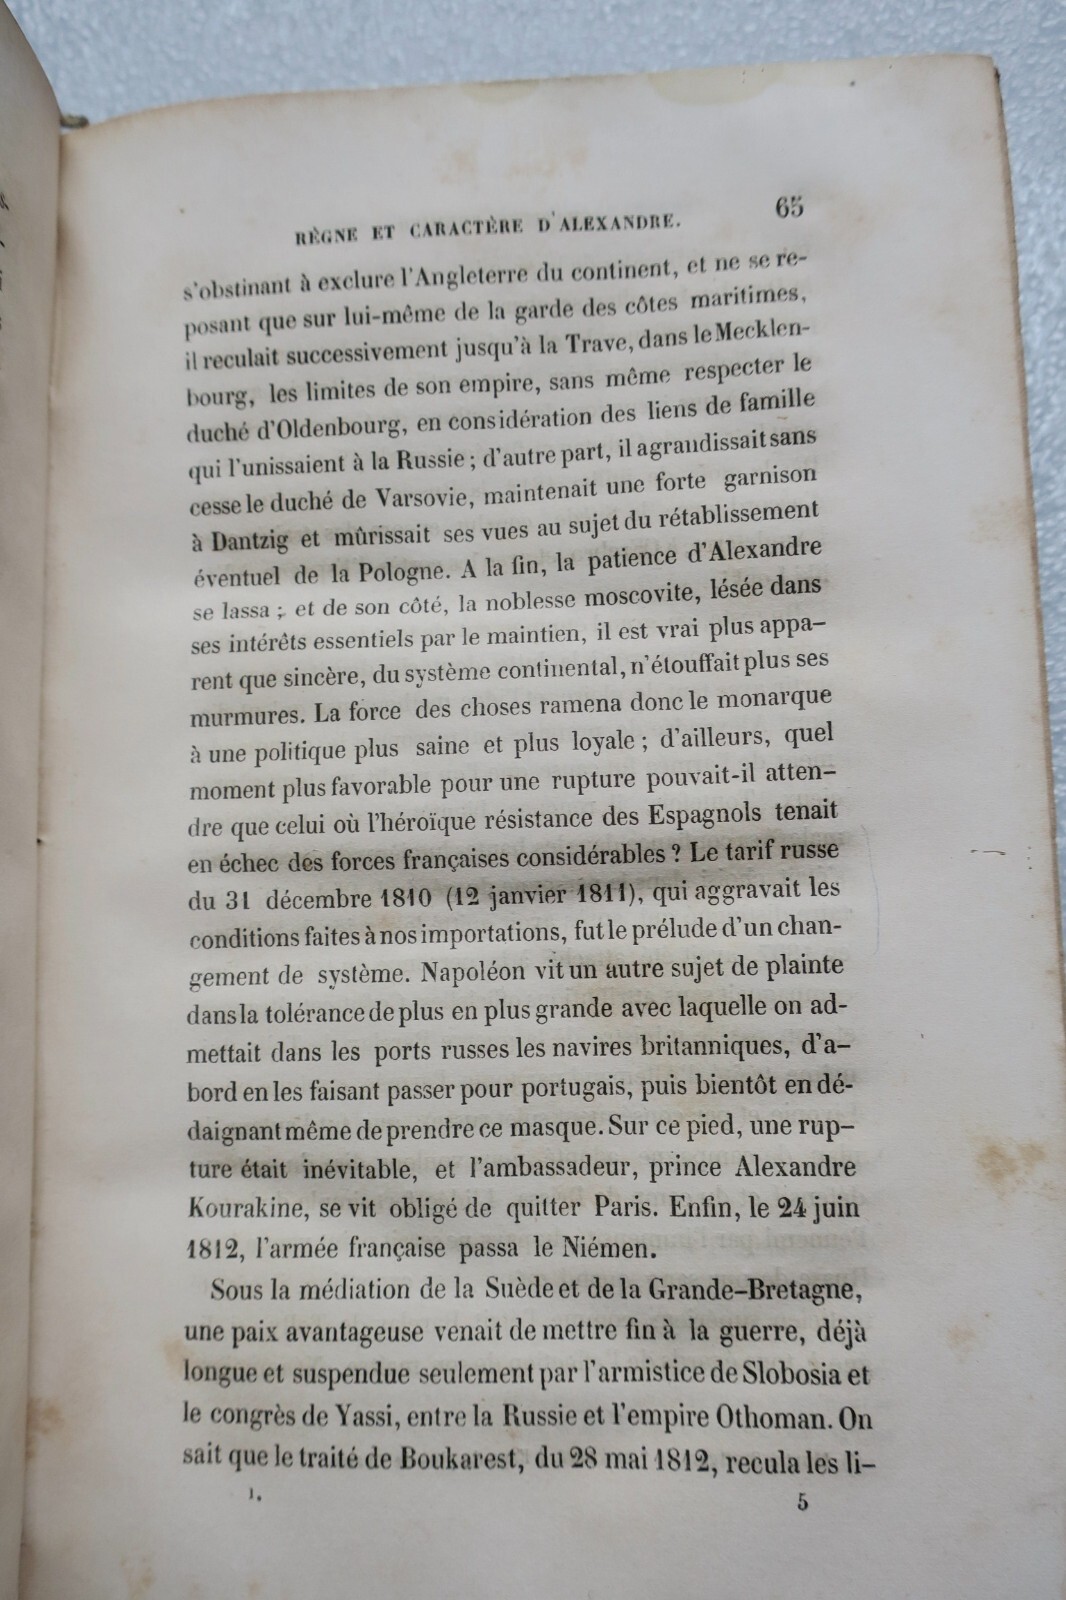 RÈGNE ET CARACTÈRE D'ALEXANDRE. 65
s'obstinant à exclure l'Angleterre du continent, et ne se re-
posant que sur lui-même de la garde des côtes maritimes,
il reculait successivement jusqu'à la Trave, dans le Mecklen-
bourg, les limites de son empire, sans même respecter le
duché d'Oldenbourg, en considération des liens de famille
qui l'unissaient à la Russie ; d'autre part, il agrandissait sans
cesse le duché de Varsovie, maintenait une forte garnison
à Dantzig et mûrissait ses vues au sujet du rétablissement
éventuel de la Pologne. A la fin, la patience d'Alexandre
se lassa ; et de son côté, la noblesse moscovite, lésée dans
ses intérêts essentiels par le maintien, il est vrai plus appa-
rent que sincère, du système continental, n'étouffait plus ses
murmures. La force des choses ramena donc le monarque
à une politique plus saine et plus loyale ; d'ailleurs, quel
moment plus favorable pour une rupture pouvait-il atten-
dre que celui où l'héroïque résistance des Espagnols tenait
en échec des forces françaises considérables ? Le tarif russe
du 31 décembre 1810 (12 janvier 1811), qui aggravait les
conditions faites à nos importations, fut le prélude d'un chan-
gement de système. Napoléon vit un autre sujet de plainte
dans la tolérance de plus en plus grande avec laquelle on ad-
mettait dans les ports russes les navires britanniques, d'a-
bord en les faisant passer pour portugais, puis bientôt en dé-
daignant même de prendre ce masque. Sur ce pied, une rup-
ture était inévitable, et l'ambassadeur, prince Alexandre
Kourakine, se vit obligé de quitter Paris. Enfin, le 24 juin
1812, l'armée française passa le Niémen.
Sous la médiation de la Suède et de la Grande-Bretagne,
une paix avantageuse venait de mettre fin à la guerre, déjà
longue et suspendue seulement par l'armistice de Slobosia et
le congrès de Yassi, entre la Russie et l'empire Othoman. On
sait que le traité de Boukarest, du 28 mai 1812, recula les li-
I. 5